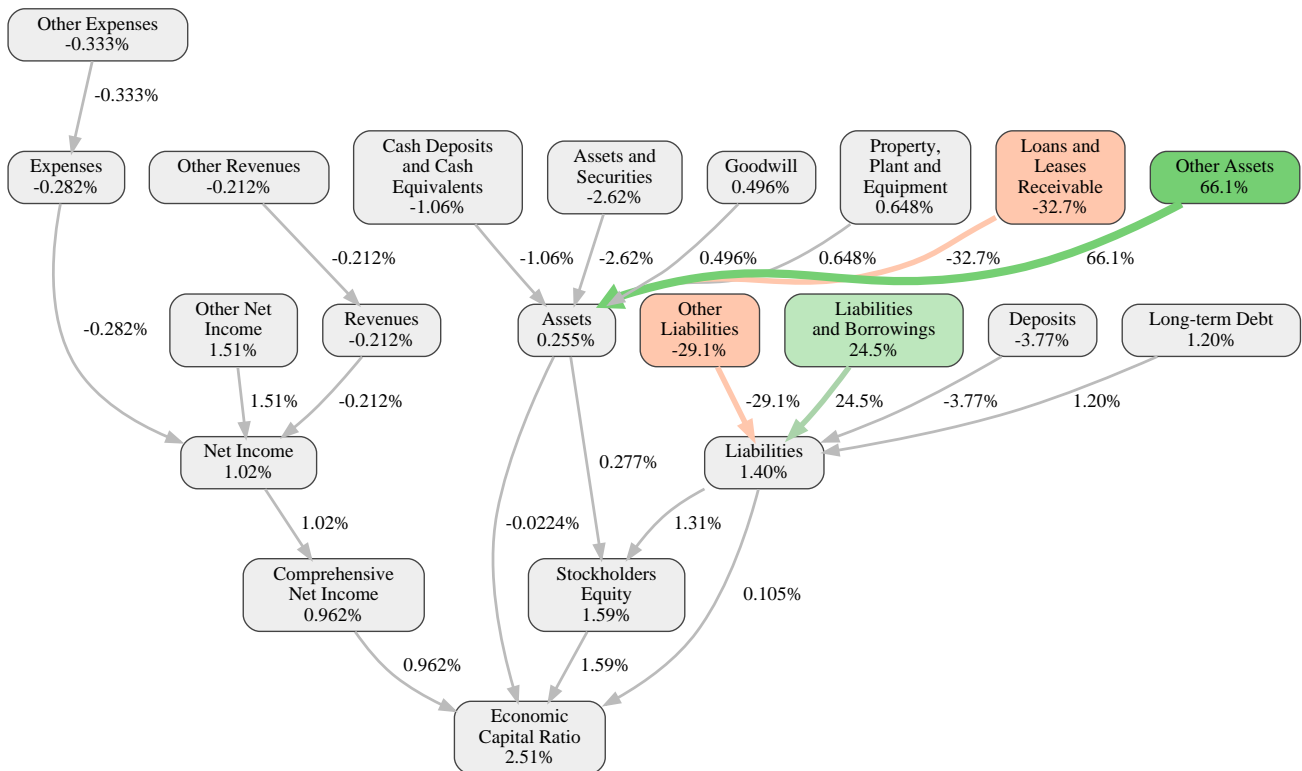 Other Expenses
-0.333%
-0.333%
Expenses
-0.282%
Other Revenues
-0.212%
Cash Deposits
and Cash
Equivalents
-1.06%
Assets and
Securities
-2.62%
Goodwill
0.496%
Property,
Plant and
Equipment
0.648%
Loans and
Leases
Receivable
-32.7%
Other Assets
66.1%
-0.212%
-1.06%
-2.62%
0.496%
0.648%
-32.7%
66.1%
-0.282%
Other Net
Income
1.51%
Revenues
-0.212%
Assets
0.255%
Other
Liabilities
-29.1%
Liabilities
and Borrowings
24.5%
Deposits
-3.77%
Long-term Debt
1.20%
1.51%
-0.212%
-29.1%
24.5%
-3.77%
1.20%
Net Income
1.02%
0.277%
Liabilities
1.40%
1.02%
-0.0224%
1.31%
Comprehensive
Net Income
0.962%
Stockholders
Equity
1.59%
0.105%
0.962%
1.59%
Economic
Capital Ratio
2.51%